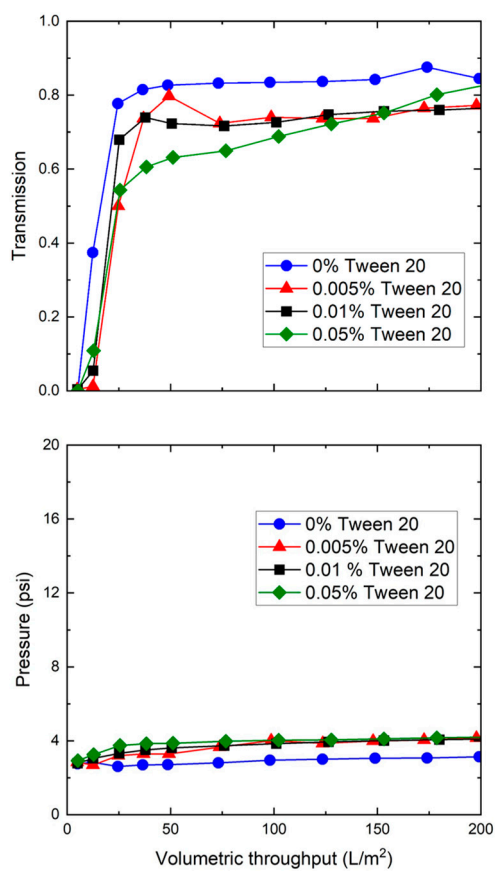 1.0
0.8
0.6
0.4
0.2
0.0
Transmission
0% Tween 20
0.005% Tween 20
0.01% Tween 20
0.05% Tween 20
20
16
12
8
4
0
Pressure (psi)
0% Tween 20
0.005% Tween 20
0.01 % Tween 20
0.05% Tween 20
0 50 100 150 200
Volumetric throughput (L/m²)